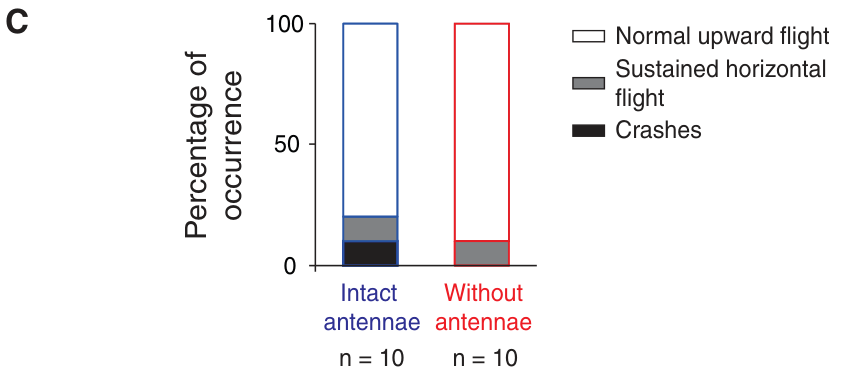 C
Percentage of
occurrence
100
50
0
Intact
antennae
n = 10
Without
antennae
n = 10
Normal upward flight
Sustained horizontal
flight
Crashes